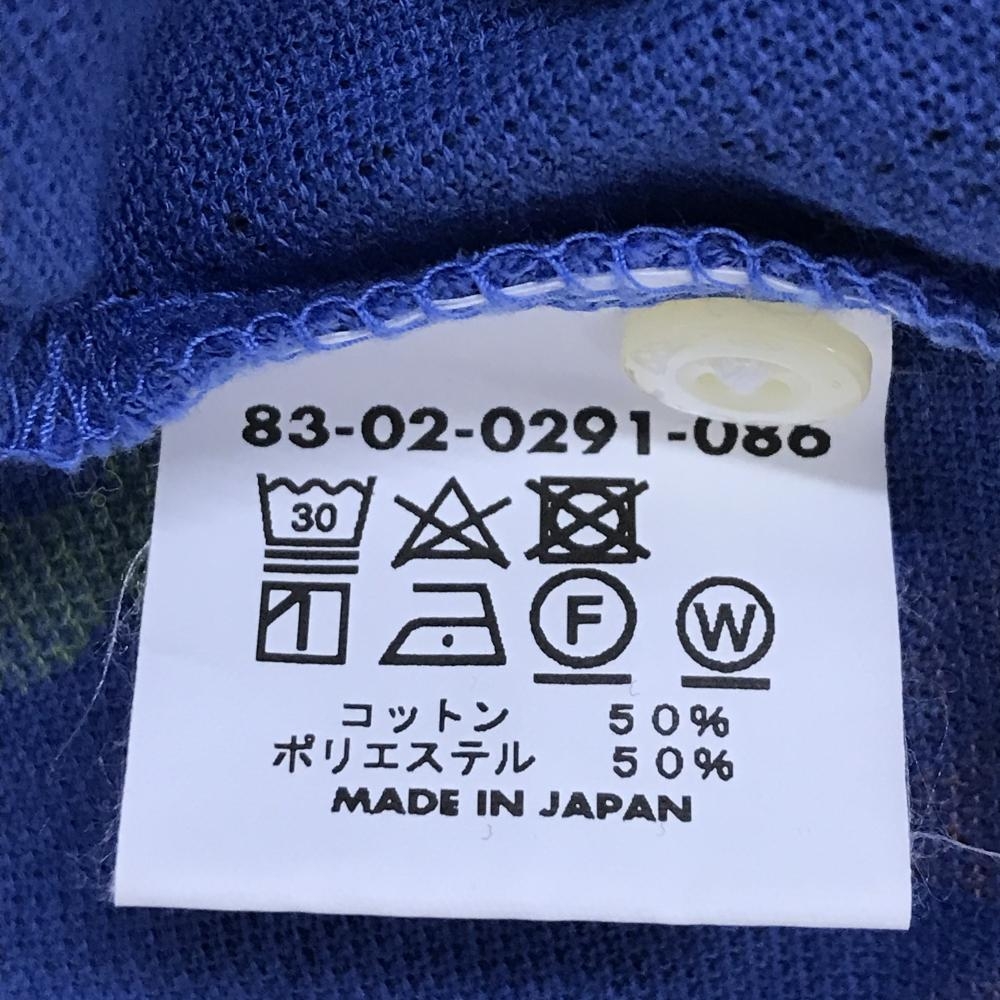 83-02-0291-086
30
F W
コットン 50%
ポリエステル 50%
MADE IN JAPAN